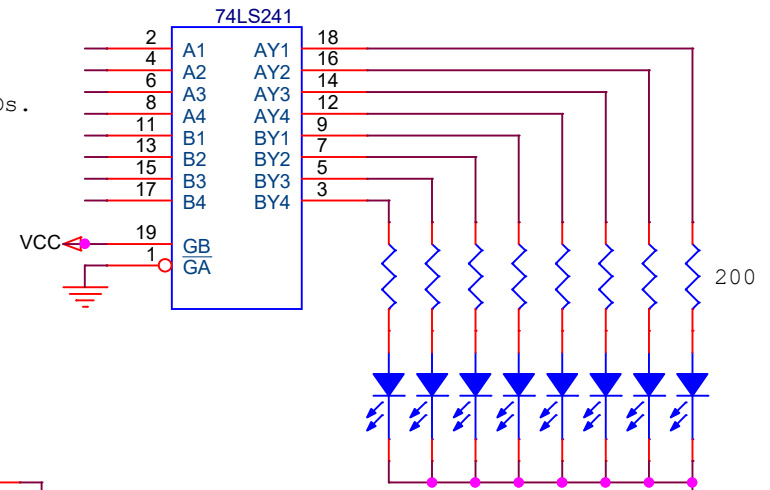 74LS241
2 A1 AY1 18
4 A2 AY2 16
6 A3 AY3 14
8 A4 AY4 12
11 B1 BY1 9
13 B2 BY2 7
15 B3 BY3 5
17 B4 BY4 3
VCC 19 GB
1 GA
200